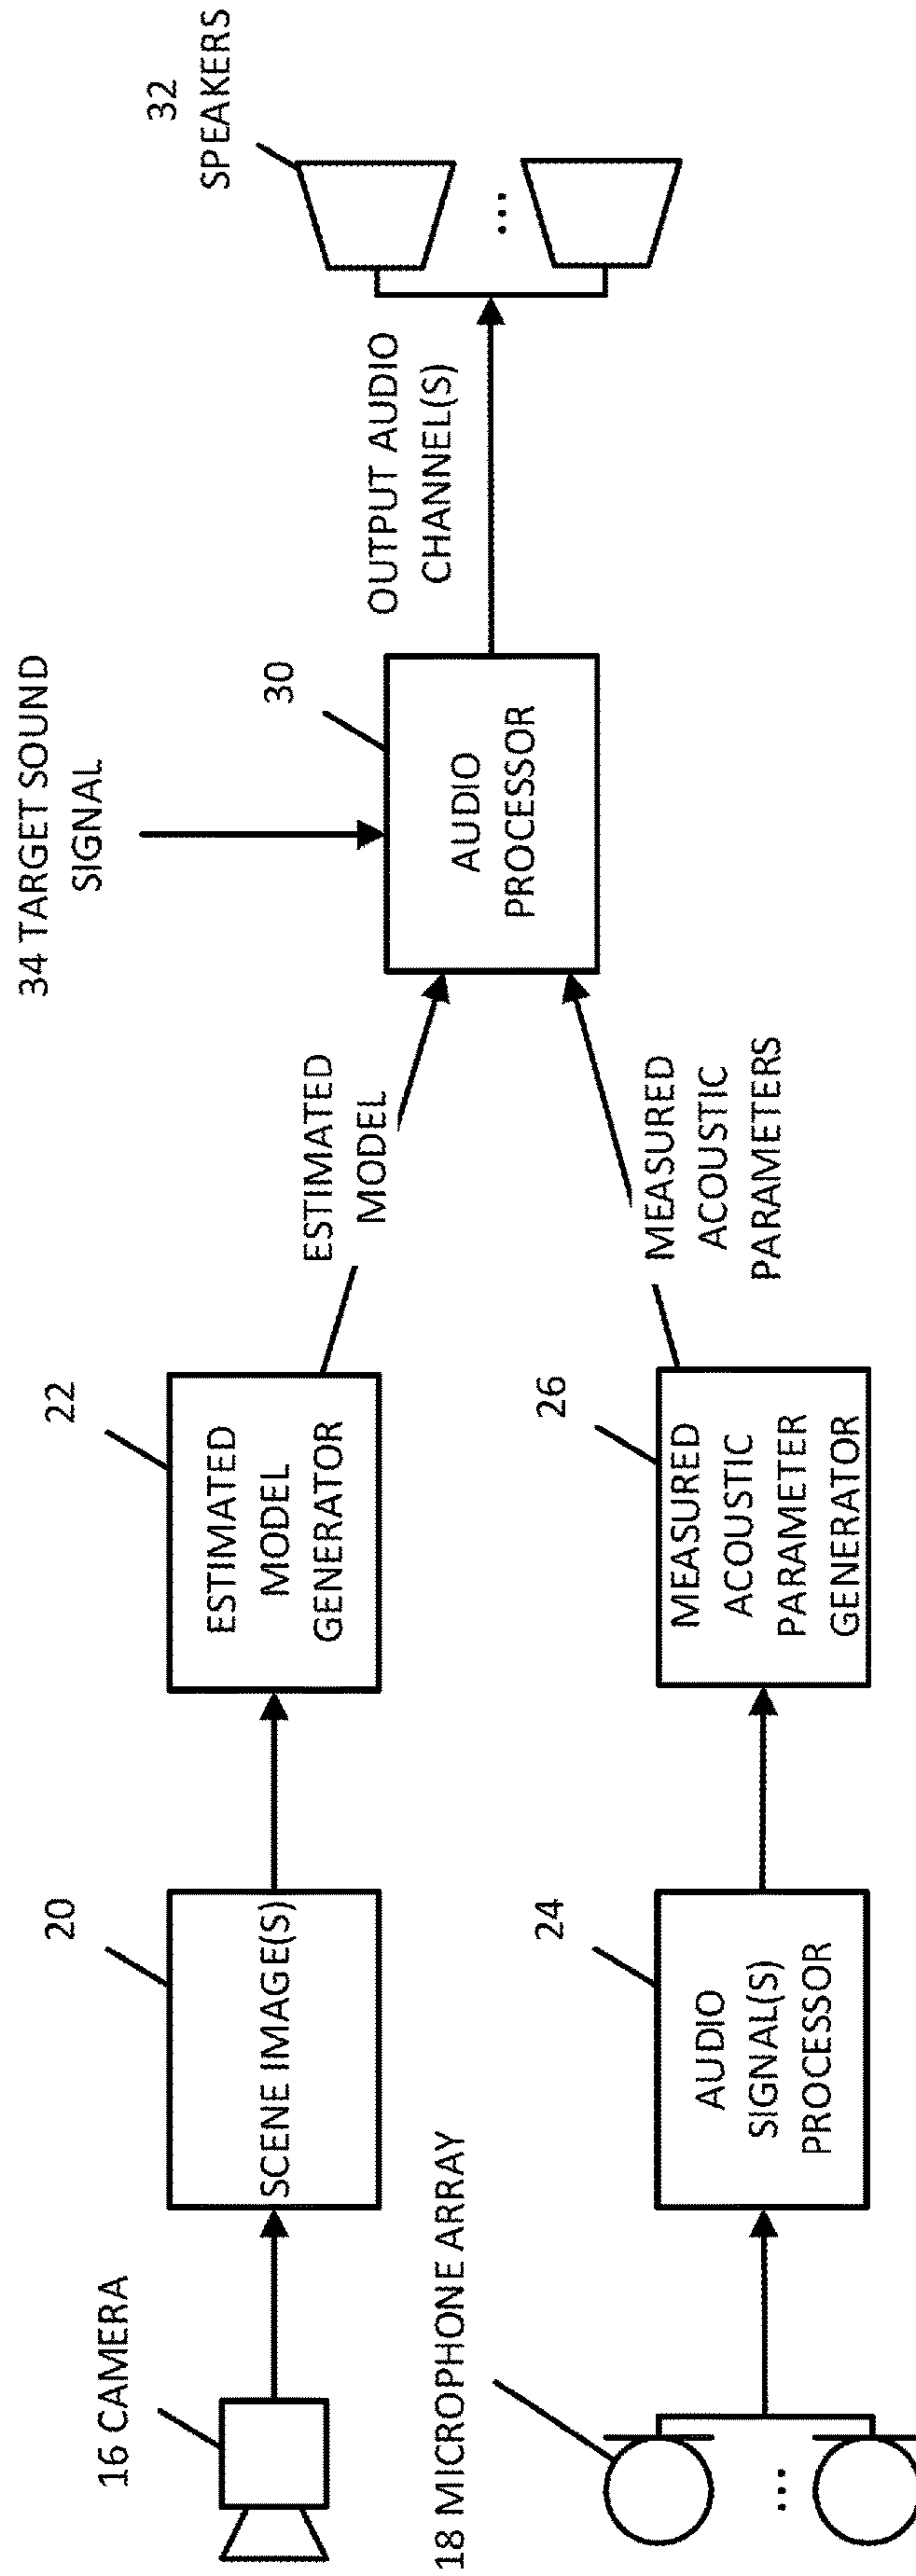 16 CAMERA
20
SCENE IMAGE(S)
22
ESTIMATED
MODEL
GENERATOR
ESTIMATED
MODEL
34 TARGET SOUND
SIGNAL
30
AUDIO
PROCESSOR
OUTPUT AUDIO
CHANNEL(S)
32
SPEAKERS
...
18 MICROPHONE ARRAY
...
24
AUDIO
SIGNAL(S)
PROCESSOR
26
MEASURED
ACOUSTIC
PARAMETER
GENERATOR
MEASURED
ACOUSTIC
PARAMETERS